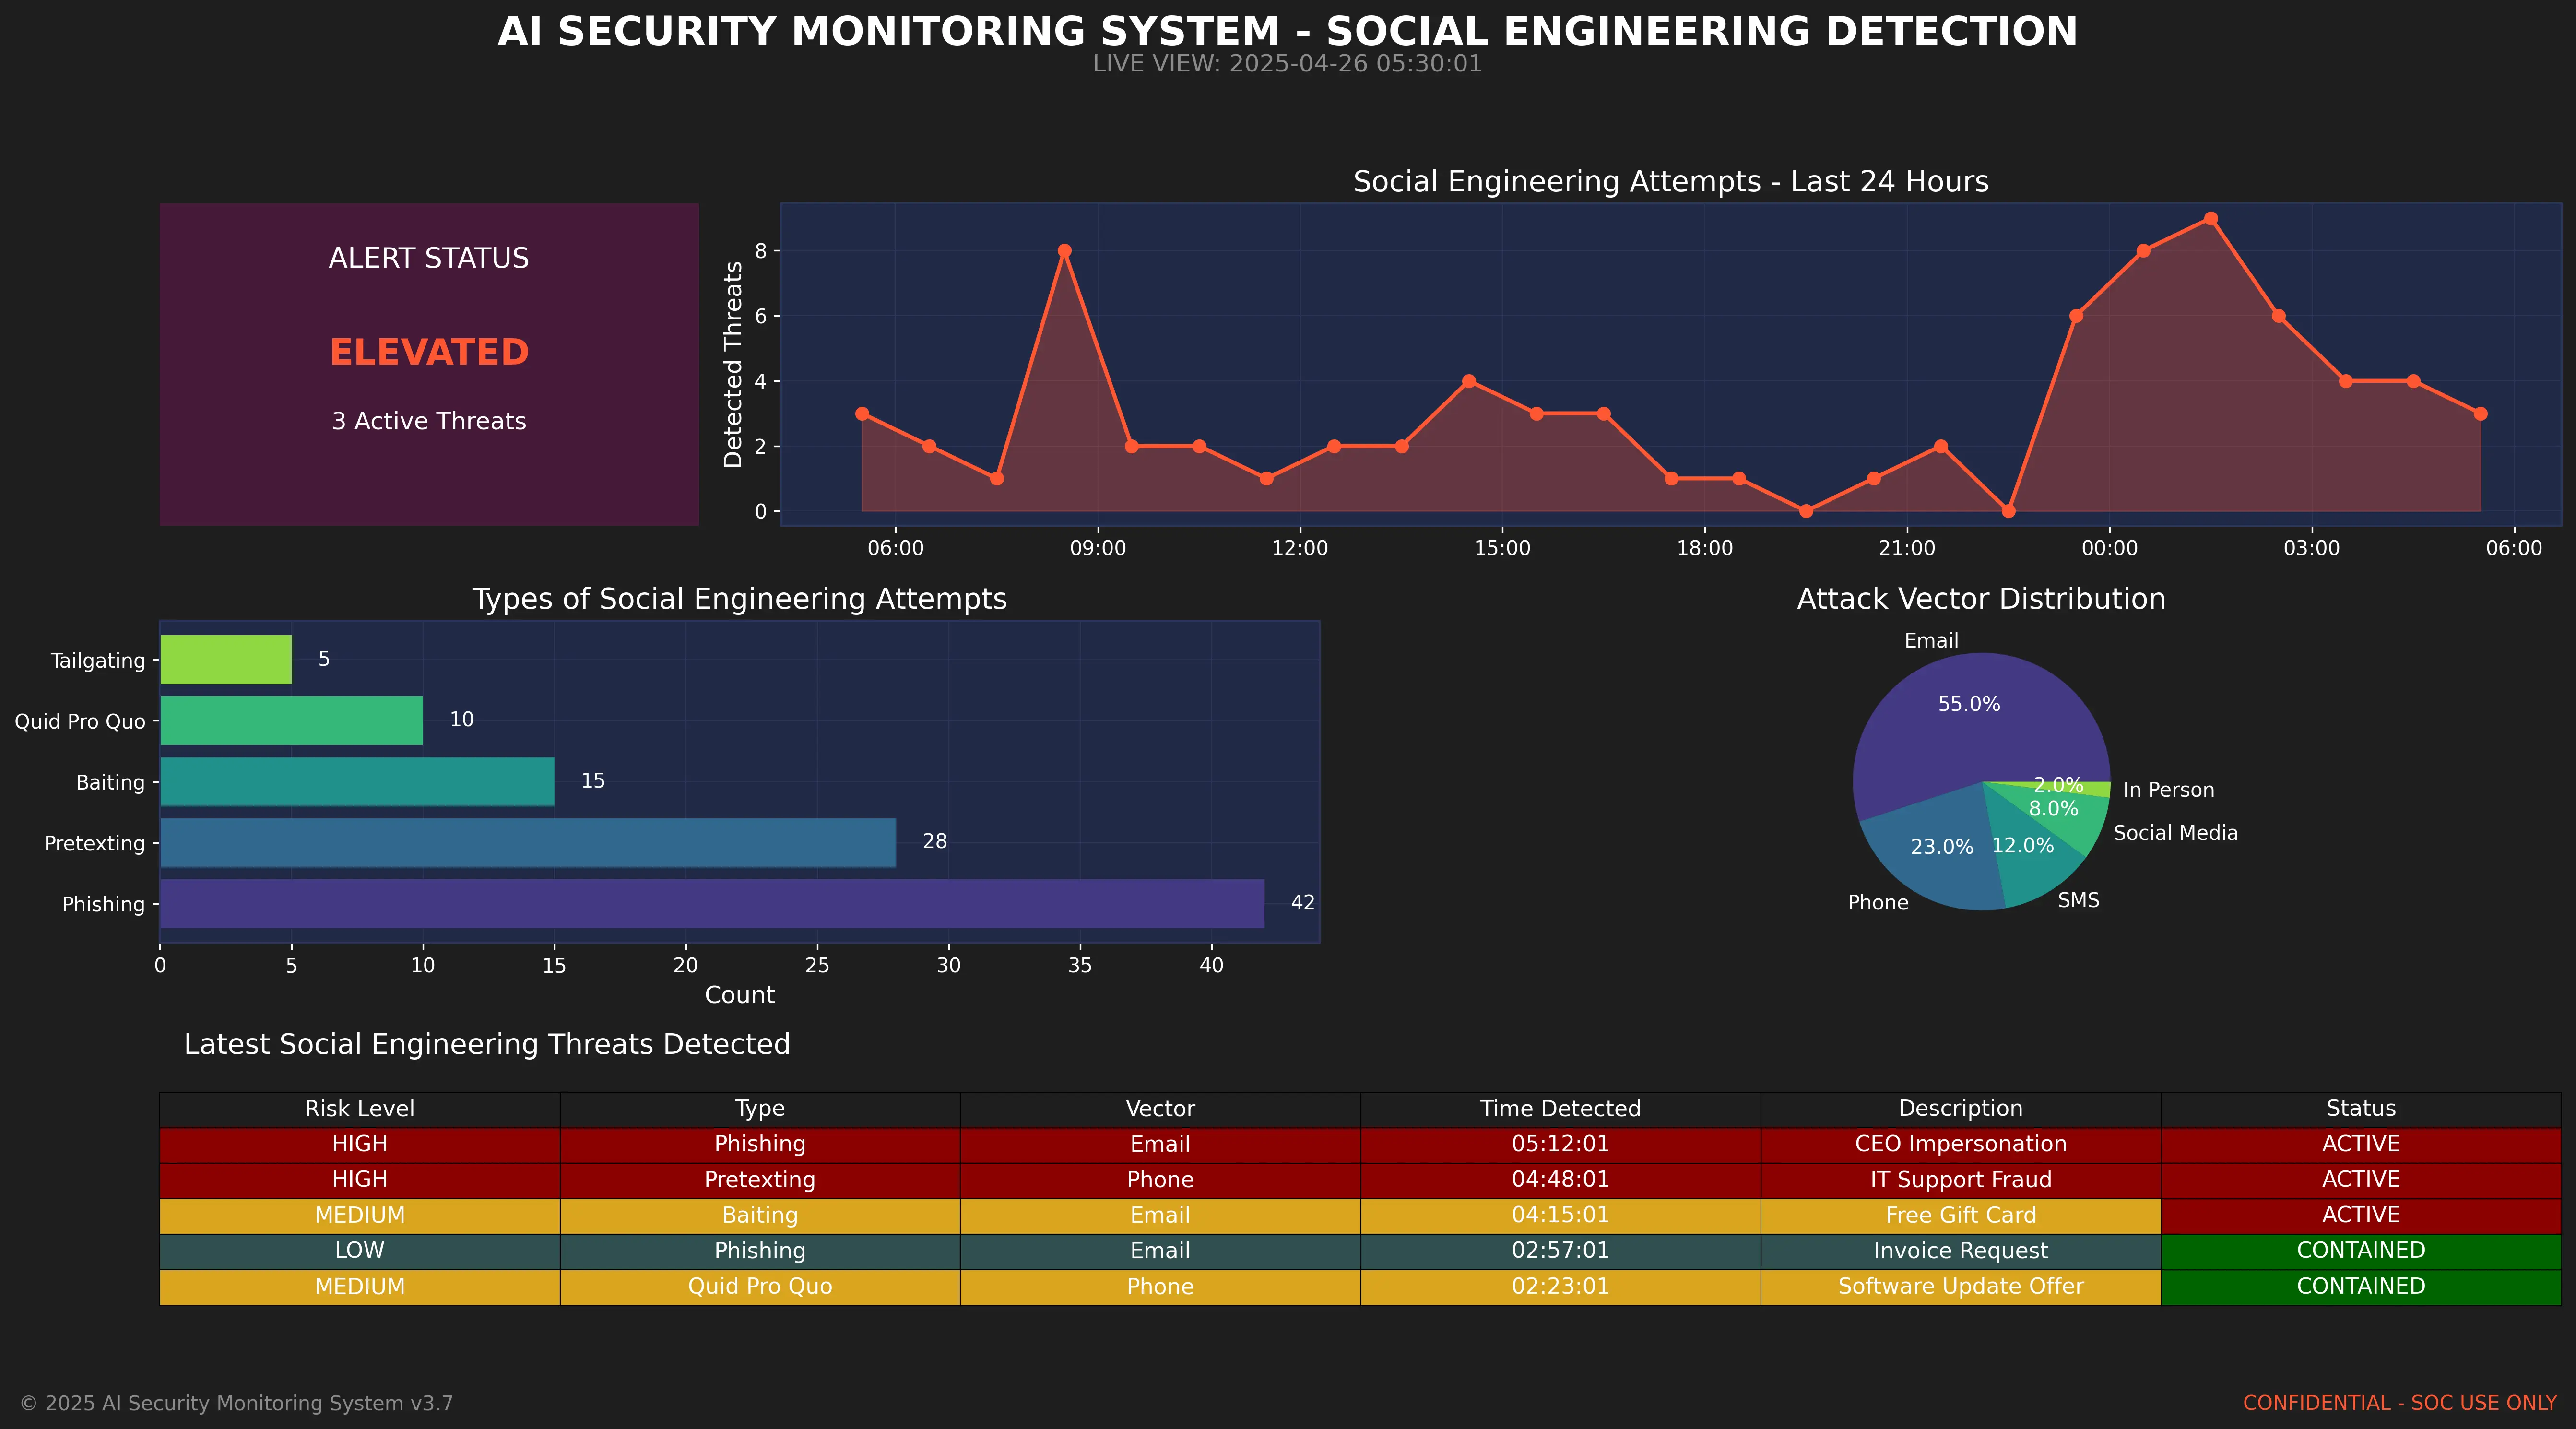 AI SECURITY MONITORING SYSTEM - SOCIAL ENGINEERING DETECTION
LIVE VIEW: 2025-04-26 05:30:01
ALERT STATUS
ELEVATED
3 Active Threats
Social Engineering Attempts - Last 24 Hours
Detected Threats
8
6
4
2
0
06:00 09:00 12:00 15:00 18:00 21:00 00:00 03:00 06:00
Types of Social Engineering Attempts
Tailgating 5
Quid Pro Quo 10
Baiting 15
Pretexting 28
Phishing 42
0 5 10 15 20 25 30 35 40
Count
Attack Vector Distribution
Email
55.0%
2.0% In Person
8.0% Social Media
23.0% 12.0%
Phone SMS
Latest Social Engineering Threats Detected
Risk Level Type Vector Time Detected Description Status
HIGH Phishing Email 05:12:01 CEO Impersonation ACTIVE
HIGH Pretexting Phone 04:48:01 IT Support Fraud ACTIVE
MEDIUM Baiting Email 04:15:01 Free Gift Card ACTIVE
LOW Phishing Email 02:57:01 Invoice Request CONTAINED
MEDIUM Quid Pro Quo Phone 02:23:01 Software Update Offer CONTAINED
© 2025 AI Security Monitoring System v3.7
CONFIDENTIAL - SOC USE ONLY